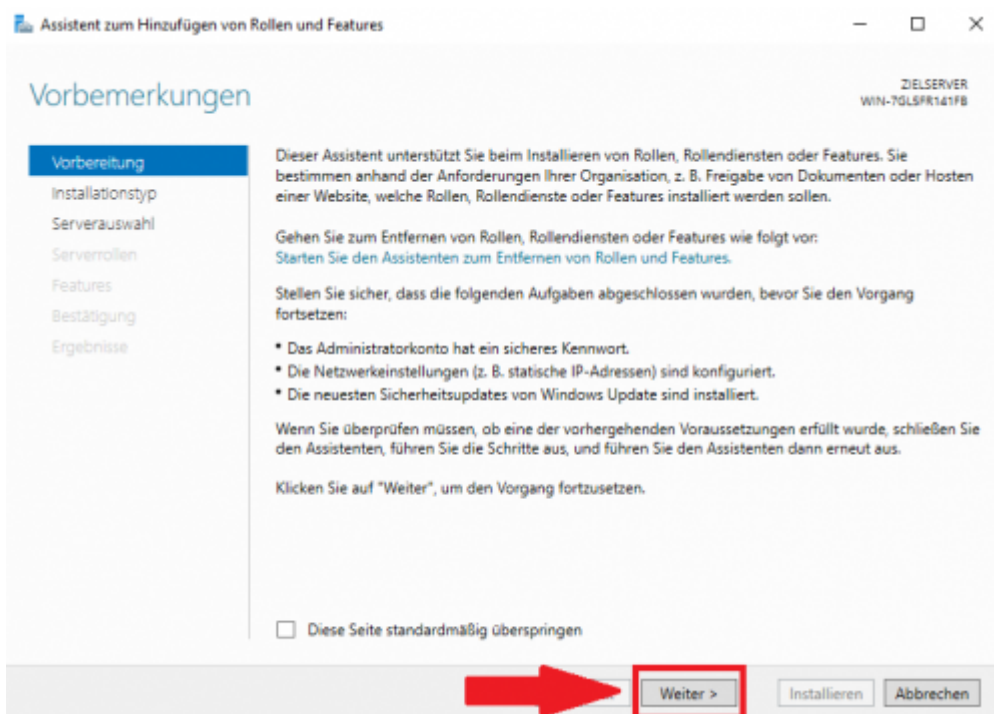 Assistent zum Hinzufügen von Rollen und Features
Vorbemerkungen
ZIELSERVER
WIN-7GLSFR141FB
Vorbereitung
Installationstyp
Serverauswahl
Serverrollen
Features
Bestätigung
Ergebnisse
Dieser Assistent unterstützt Sie beim Installieren von Rollen, Rollendiensten oder Features. Sie
bestimmen anhand der Anforderungen Ihrer Organisation, z. B. Freigabe von Dokumenten oder Hosten
einer Website, welche Rollen, Rollendienste oder Features installiert werden sollen.
Gehen Sie zum Entfernen von Rollen, Rollendiensten oder Features wie folgt vor:
Starten Sie den Assistenten zum Entfernen von Rollen und Features.
Stellen Sie sicher, dass die folgenden Aufgaben abgeschlossen wurden, bevor Sie den Vorgang
fortsetzen:
• Das Administratorkonto hat ein sicheres Kennwort.
• Die Netzwerkeinstellungen (z. B. statische IP-Adressen) sind konfiguriert.
• Die neuesten Sicherheitsupdates von Windows Update sind installiert.
Wenn Sie überprüfen müssen, ob eine der vorhergehenden Voraussetzungen erfüllt wurde, schließen Sie
den Assistenten, führen Sie die Schritte aus, und führen Sie den Assistenten dann erneut aus.
Klicken Sie auf "Weiter", um den Vorgang fortzusetzen.
Diese Seite standardmäßig überspringen
Weiter >
Installieren
Abbrechen